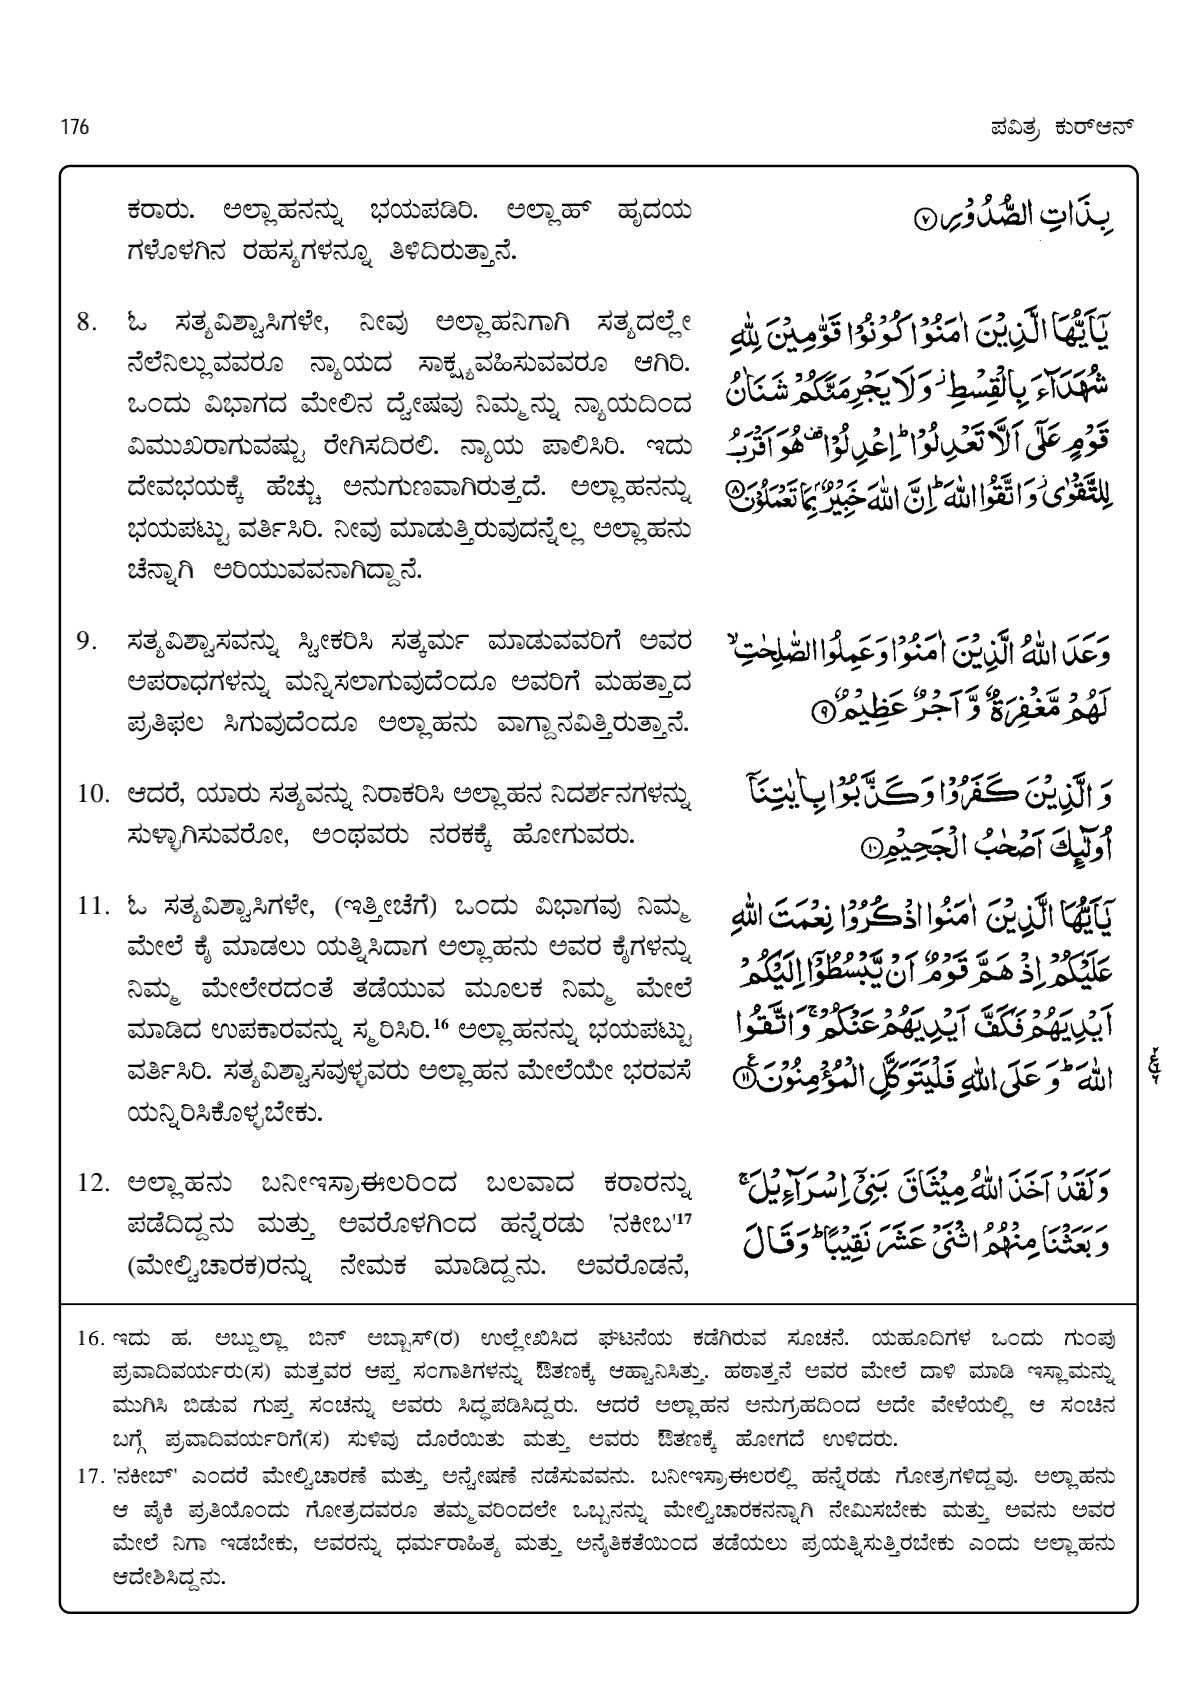 176
ಪವಿತ್ರ ಕುರ್‌ಆನ್
ಕರಾರು. ಅಲ್ಲಾಹನನ್ನು ಭಯಪಡಿರಿ. ಅಲ್ಲಾಹ್ ಹೃದಯ
ಗಳೊಳಗಿನ ರಹಸ್ಯಗಳನ್ನೂ ತಿಳಿದಿರುತ್ತಾನೆ.
بِذَاتِ الصُّدُوْرِ ۷
8. ಓ ಸತ್ಯವಿಶ್ವಾಸಿಗಳೇ, ನೀವು ಅಲ್ಲಾಹನಿಗಾಗಿ ಸತ್ಯದಲ್ಲೇ
ನೆಲೆನಿಲ್ಲುವವರೂ ನ್ಯಾಯದ ಸಾಕ್ಷ್ಯವಹಿಸುವವರೂ ಆಗಿರಿ.
ಒಂದು ವಿಭಾಗದ ಮೇಲಿನ ದ್ವೇಷವು ನಿಮ್ಮನ್ನು ನ್ಯಾಯದಿಂದ
ವಿಮುಖರಾಗುವಷ್ಟು ರೇಗಿಸದಿರಲಿ. ನ್ಯಾಯ ಪಾಲಿಸಿರಿ. ಇದು
ದೇವಭಯಕ್ಕೆ ಹೆಚ್ಚು ಅನುಗುಣವಾಗಿರುತ್ತದೆ. ಅಲ್ಲಾಹನನ್ನು
ಭಯಪಟ್ಟು ವರ್ತಿಸಿರಿ. ನೀವು ಮಾಡುತ್ತಿರುವುದನ್ನೆಲ್ಲ ಅಲ್ಲಾಹನು
ಚೆನ್ನಾಗಿ ಅರಿಯುವವನಾಗಿದ್ದಾನೆ.
يٰٓاَيُّهَا الَّذِيْنَ اٰمَنُوْا كُوْنُوْا قَوّٰمِيْنَ لِلّٰهِ
شُهَدَآءَ بِالْقِسْطِ ۖ وَلَا يَجْرِمَنَّكُمْ شَنَاٰنُ
قَوْمٍ عَلٰٓى اَلَّا تَعْدِلُوْا ؕ اِعْدِلُوْا ۫ هُوَ اَقْرَبُ
لِلتَّقْوٰى ۖ وَاتَّقُوا اللّٰهَ ؕ اِنَّ اللّٰهَ خَبِيْرٌۢ بِمَا تَعْمَلُوْنَ ۸
9. ಸತ್ಯವಿಶ್ವಾಸವನ್ನು ಸ್ವೀಕರಿಸಿ ಸತ್ಕರ್ಮ ಮಾಡುವವರಿಗೆ ಅವರ
ಅಪರಾಧಗಳನ್ನು ಮನ್ನಿಸಲಾಗುವುದೆಂದೂ ಅವರಿಗೆ ಮಹತ್ತಾದ
ಪ್ರತಿಫಲ ಸಿಗುವುದೆಂದೂ ಅಲ್ಲಾಹನು ವಾಗ್ದಾನವಿತ್ತಿರುತ್ತಾನೆ.
وَعَدَ اللّٰهُ الَّذِيْنَ اٰمَنُوْا وَعَمِلُوا الصّٰلِحٰتِ ۙ
لَهُمْ مَّغْفِرَةٌ وَّاَجْرٌ عَظِيْمٌ ۹
10. ಆದರೆ, ಯಾರು ಸತ್ಯವನ್ನು ನಿರಾಕರಿಸಿ ಅಲ್ಲಾಹನ ನಿದರ್ಶನಗಳನ್ನು
ಸುಳ್ಳಾಗಿಸುವರೋ, ಅಂಥವರು ನರಕಕ್ಕೆ ಹೋಗುವರು.
وَالَّذِيْنَ كَفَرُوْا وَكَذَّبُوْا بِاٰيٰتِنَآ
اُولٰٓئِكَ اَصْحٰبُ الْجَحِيْمِ ۱۰
11. ಓ ಸತ್ಯವಿಶ್ವಾಸಿಗಳೇ, (ಇತ್ತೀಚೆಗೆ) ಒಂದು ವಿಭಾಗವು ನಿಮ್ಮ
ಮೇಲೆ ಕೈ ಮಾಡಲು ಯತ್ನಿಸಿದಾಗ ಅಲ್ಲಾಹನು ಅವರ ಕೈಗಳನ್ನು
ನಿಮ್ಮ ಮೇಲೇರದಂತೆ ತಡೆಯುವ ಮೂಲಕ ನಿಮ್ಮ ಮೇಲೆ
ಮಾಡಿದ ಉಪಕಾರವನ್ನು ಸ್ಮರಿಸಿರಿ.16 ಅಲ್ಲಾಹನನ್ನು ಭಯಪಟ್ಟು
ವರ್ತಿಸಿರಿ. ಸತ್ಯವಿಶ್ವಾಸವುಳ್ಳವರು ಅಲ್ಲಾಹನ ಮೇಲೆಯೇ ಭರವಸೆ
ಯನ್ನಿರಿಸಿಕೊಳ್ಳಬೇಕು.
يٰٓاَيُّهَا الَّذِيْنَ اٰمَنُوا اذْكُرُوْا نِعْمَتَ اللّٰهِ
عَلَيْكُمْ اِذْ هَمَّ قَوْمٌ اَنْ يَّبْسُطُوْٓا اِلَيْكُمْ
اَيْدِيَهُمْ فَكَفَّ اَيْدِيَهُمْ عَنْكُمْ ۚ وَاتَّقُوا
اللّٰهَ ؕ وَعَلَى اللّٰهِ فَلْيَتَوَكَّلِ الْمُؤْمِنُوْنَ ۱۱
12. ಅಲ್ಲಾಹನು ಬನೀಇಸ್ರಾಈಲರಿಂದ ಬಲವಾದ ಕರಾರನ್ನು
ಪಡೆದಿದ್ದನು ಮತ್ತು ಅವರೊಳಗಿಂದ ಹನ್ನೆರಡು 'ನಕೀಬ'17
(ಮೇಲ್ವಿಚಾರಕ)ರನ್ನು ನೇಮಕ ಮಾಡಿದ್ದನು. ಅವರೊಡನೆ,
وَلَقَدْ اَخَذَ اللّٰهُ مِيْثَاقَ بَنِيْٓ اِسْرَآءِيْلَ ۚ
وَبَعَثْنَا مِنْهُمُ اثْنَيْ عَشَرَ نَقِيْبًا ؕ وَقَالَ
16. ಇದು ಹ. ಅಬ್ದುಲ್ಲಾ ಬಿನ್ ಅಬ್ಬಾಸ್(ರ) ಉಲ್ಲೇಖಿಸಿದ ಘಟನೆಯ ಕಡೆಗಿರುವ ಸೂಚನೆ. ಯಹೂದಿಗಳ ಒಂದು ಗುಂಪು
ಪ್ರವಾದಿವರ್ಯರು(ಸ) ಮತ್ತವರ ಆಪ್ತ ಸಂಗಾತಿಗಳನ್ನು ಔತಣಕ್ಕೆ ಆಹ್ವಾನಿಸಿತ್ತು. ಹಠಾತ್ತನೆ ಅವರ ಮೇಲೆ ದಾಳಿ ಮಾಡಿ ಇಸ್ಲಾಮನ್ನು
ಮುಗಿಸಿ ಬಿಡುವ ಗುಪ್ತ ಸಂಚನ್ನು ಅವರು ಸಿದ್ಧಪಡಿಸಿದ್ದರು. ಆದರೆ ಅಲ್ಲಾಹನ ಅನುಗ್ರಹದಿಂದ ಅದೇ ವೇಳೆಯಲ್ಲಿ ಆ ಸಂಚಿನ
ಬಗ್ಗೆ ಪ್ರವಾದಿವರ್ಯರಿಗೆ(ಸ) ಸುಳಿವು ದೊರೆಯಿತು ಮತ್ತು ಅವರು ಔತಣಕ್ಕೆ ಹೋಗದೆ ಉಳಿದರು.
17. 'ನಕೀಬ್' ಎಂದರೆ ಮೇಲ್ವಿಚಾರಣೆ ಮತ್ತು ಅನ್ವೇಷಣೆ ನಡೆಸುವವನು. ಬನೀಇಸ್ರಾಈಲರಲ್ಲಿ ಹನ್ನೆರಡು ಗೋತ್ರಗಳಿದ್ದವು. ಅಲ್ಲಾಹನು
ಆ ಪೈಕಿ ಪ್ರತಿಯೊಂದು ಗೋತ್ರದವರೂ ತಮ್ಮವರಿಂದಲೇ ಒಬ್ಬನನ್ನು ಮೇಲ್ವಿಚಾರಕನನ್ನಾಗಿ ನೇಮಿಸಬೇಕು ಮತ್ತು ಅವನು ಅವರ
ಮೇಲೆ ನಿಗಾ ಇಡಬೇಕು, ಅವರನ್ನು ಧರ್ಮರಾಹಿತ್ಯ ಮತ್ತು ಅನೈತಿಕತೆಯಿಂದ ತಡೆಯಲು ಪ್ರಯತ್ನಿಸುತ್ತಿರಬೇಕು ಎಂದು ಅಲ್ಲಾಹನು
ಆದೇಶಿಸಿದ್ದನು.